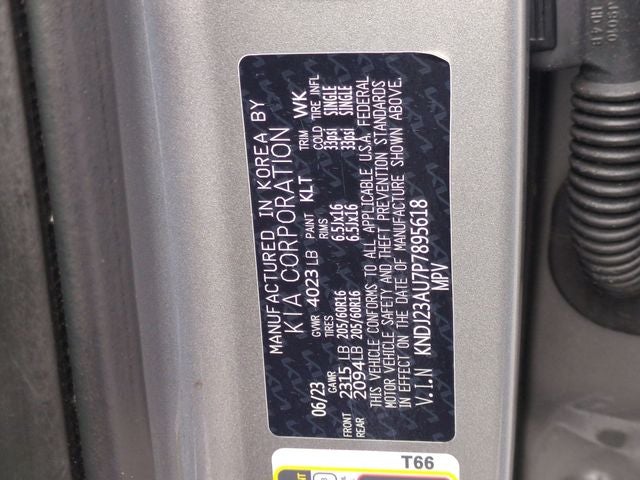 MANUFACTURED IN KOREA BY
KIA CORPORATION
06/23 GVWR 4023 LB PAINT KLT TRIM WK
GAWR TIRES RIMS COLD TIRE INFL
FRONT 2315 LB 205/60R16 6.5Jx16 33psi SINGLE
REAR 2094 LB 205/60R16 6.5Jx16 33psi SINGLE
THIS VEHICLE CONFORMS TO ALL APPLICABLE U.S.A. FEDERAL
MOTOR VEHICLE SAFETY AND THEFT PREVENTION STANDARDS
IN EFFECT ON THE DATE OF MANUFACTURE SHOWN ABOVE.
V.I.N KNDJ23AU7P7895618
MPV
T66